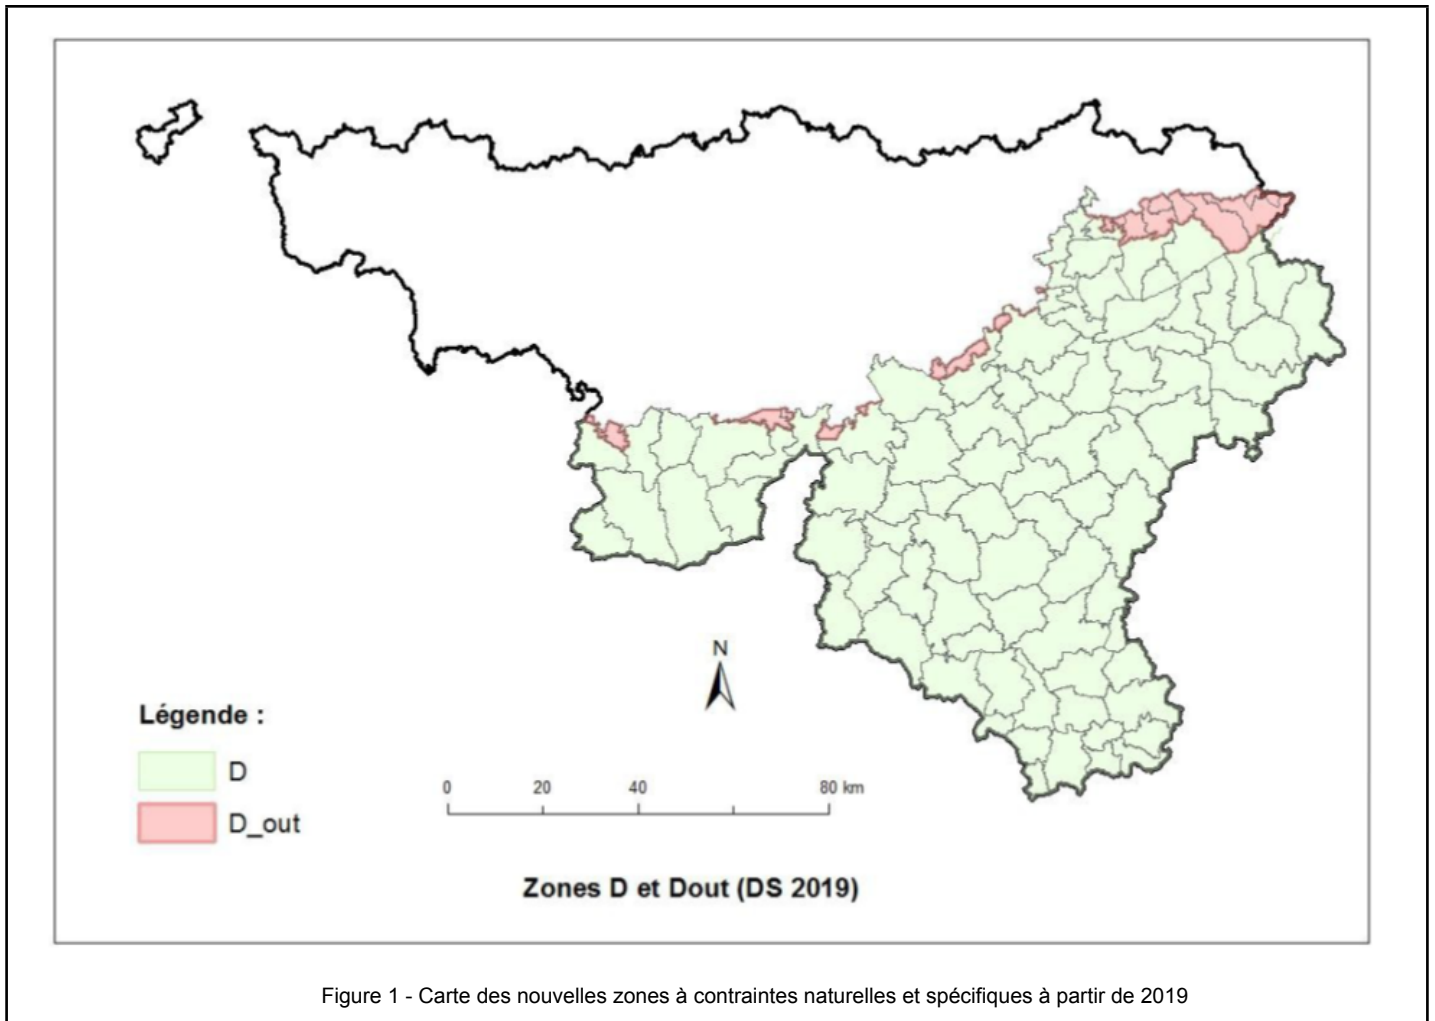 N
Légende :
D
D_out
0 20 40 80 km
Zones D et Dout (DS 2019)
Figure 1 - Carte des nouvelles zones à contraintes naturelles et spécifiques à partir de 2019